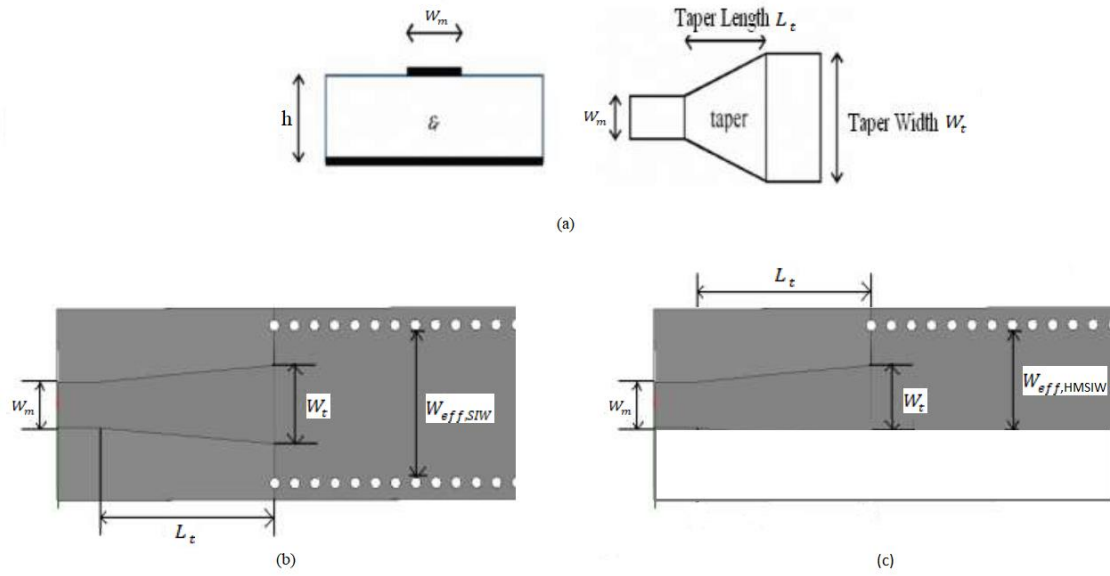 W_m
h
Taper Length L_t
W_m
taper
Taper Width W_t
(a)
W_m
W_t
W_eff,SIW
L_t
(b)
L_t
W_m
W_t
W_eff,HMSIW
(c)